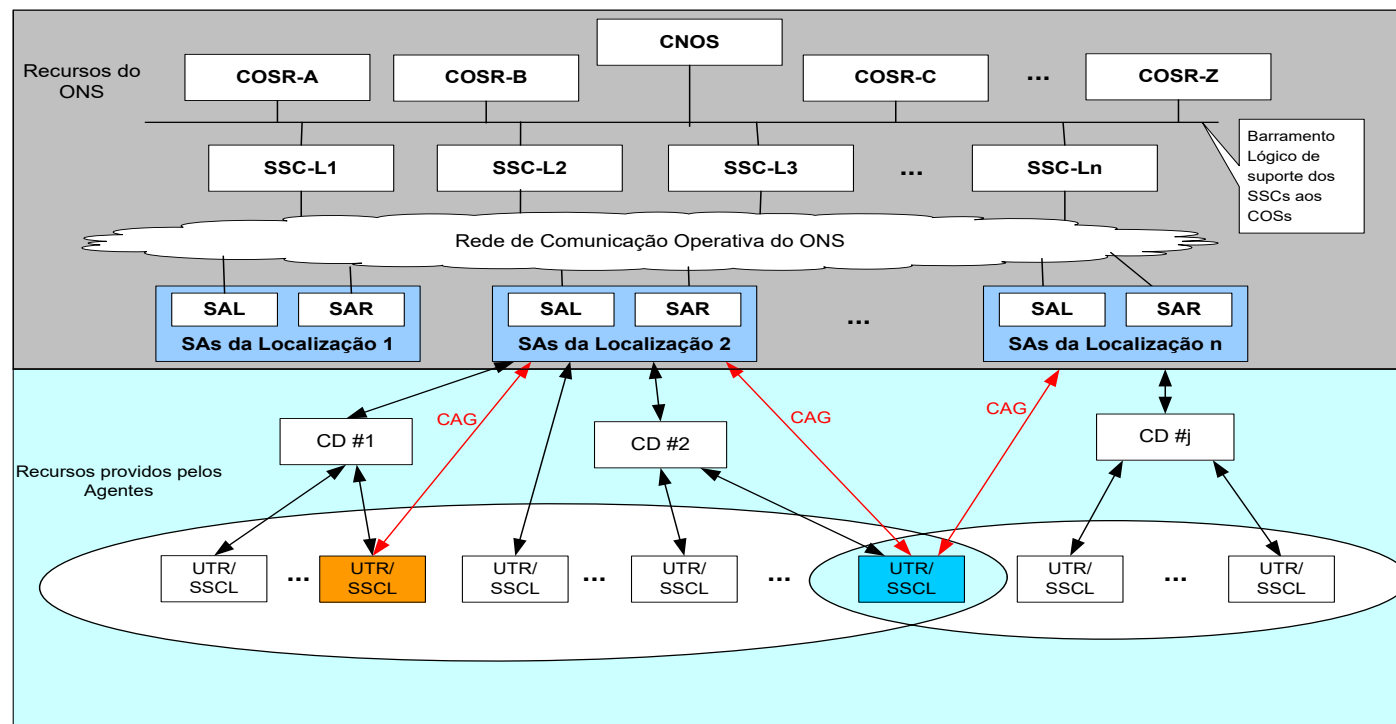 CNOS
Recursos do
ONS
COSR-A
COSR-B
COSR-C
...
COSR-Z
Barramento
Lógico de
suporte dos
SSCs aos
COSs
SSC-L1
SSC-L2
SSC-L3
...
SSC-Ln
Rede de Comunicação Operativa do ONS
SAL
SAR
SAs da Localização 1
SAL
SAR
SAs da Localização 2
...
SAL
SAR
SAs da Localização n
CAG
CAG
CAG
CD #1
CD #2
CD #j
Recursos providos pelos
Agentes
UTR/
SSCL
...
UTR/
SSCL
UTR/
SSCL
...
UTR/
SSCL
...
UTR/
SSCL
UTR/
SSCL
...
UTR/
SSCL